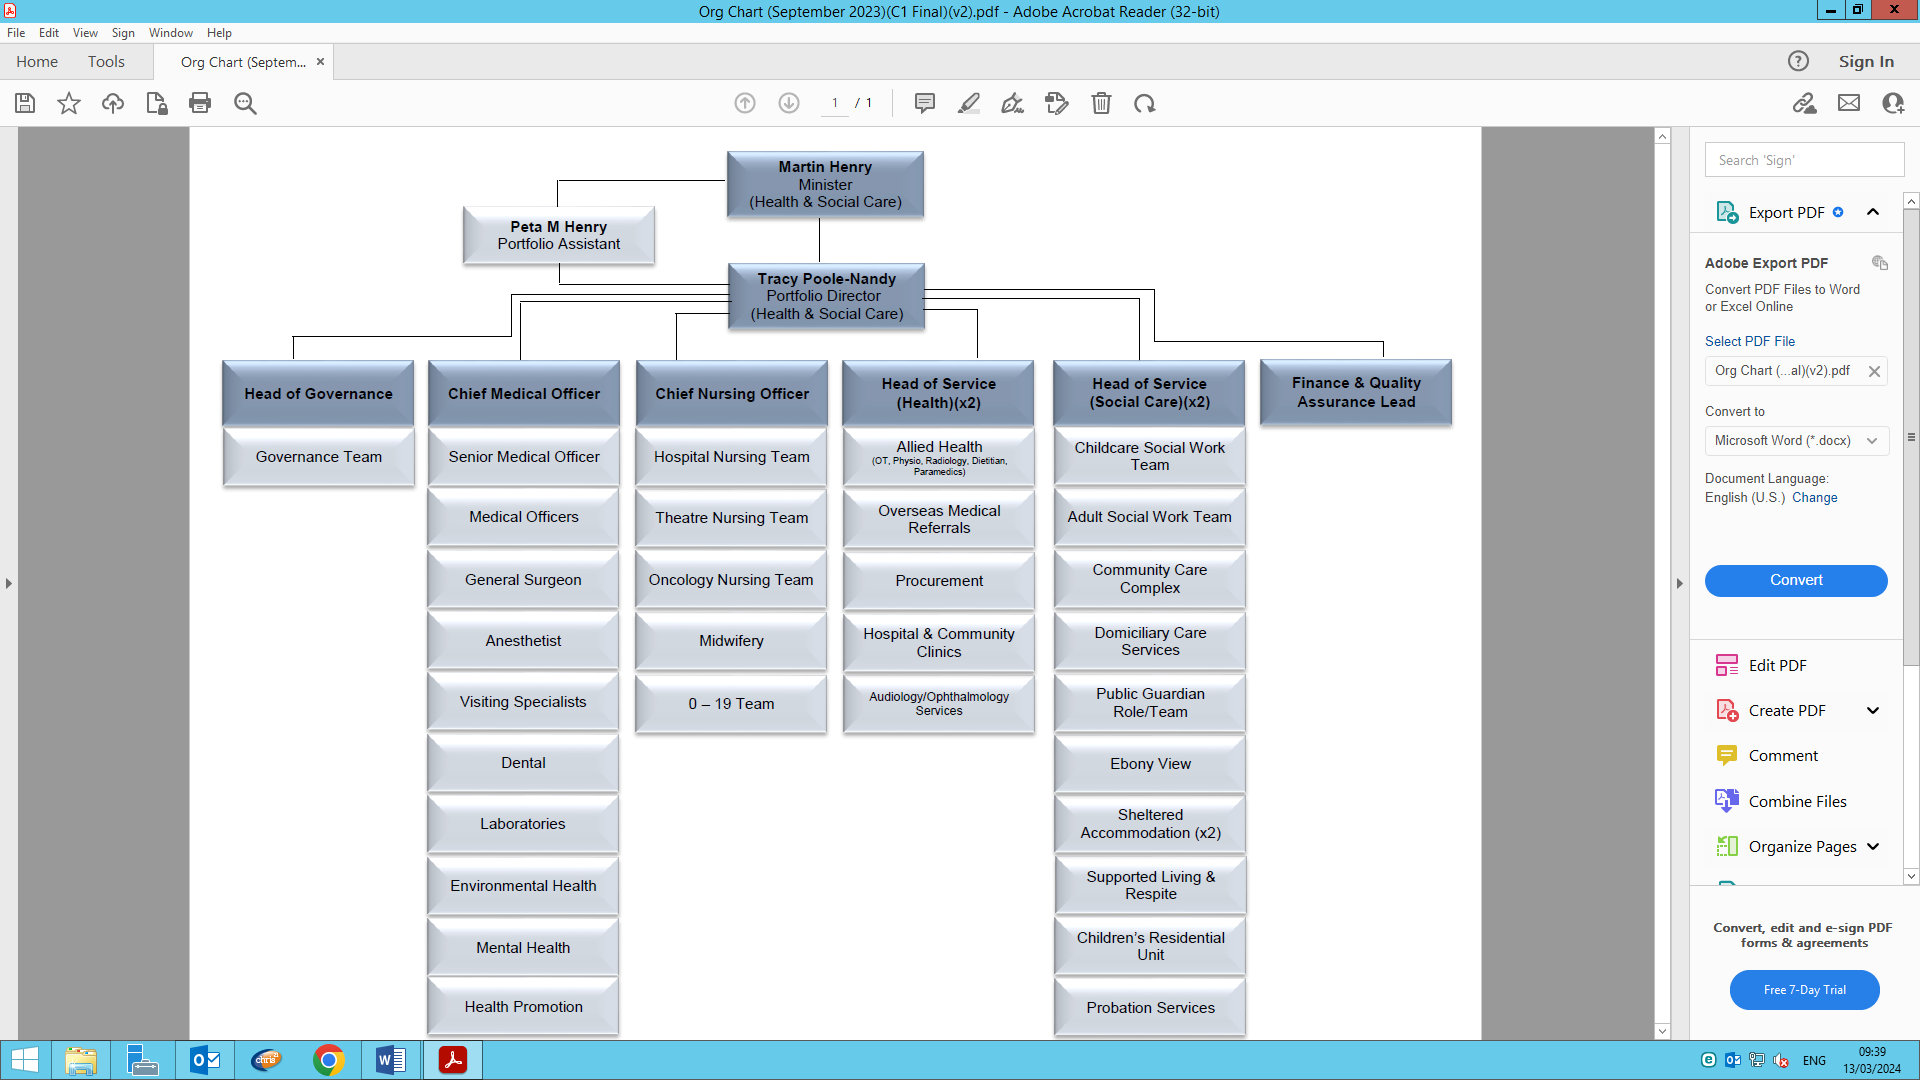 Org Chart (September 2023)(C1 Final)(v2).pdf - Adobe Acrobat Reader (32-bit)
File Edit View Sign Window Help
Home Tools Org Chart (Septem... Sign In
1 / 1
Martin Henry
Minister
(Health & Social Care)
Peta M Henry
Portfolio Assistant
Tracy Poole-Nandy
Portfolio Director
(Health & Social Care)
Head of Governance
Governance Team
Chief Medical Officer
Senior Medical Officer
Medical Officers
General Surgeon
Anesthetist
Visiting Specialists
Dental
Laboratories
Environmental Health
Mental Health
Health Promotion
Chief Nursing Officer
Hospital Nursing Team
Theatre Nursing Team
Oncology Nursing Team
Midwifery
0 – 19 Team
Head of Service
(Health)(x2)
Allied Health
(OT, Physio, Radiology, Dietitian,
Paramedics)
Overseas Medical
Referrals
Procurement
Hospital & Community
Clinics
Audiology/Ophthalmology
Services
Head of Service
(Social Care)(x2)
Childcare Social Work
Team
Adult Social Work Team
Community Care
Complex
Domiciliary Care
Services
Public Guardian
Role/Team
Ebony View
Sheltered
Accommodation (x2)
Supported Living &
Respite
Children’s Residential
Unit
Probation Services
Finance & Quality
Assurance Lead
Search 'Sign'
Export PDF
Adobe Export PDF
Convert PDF Files to Word
or Excel Online
Select PDF File
Org Chart (...al)(v2).pdf
Convert to
Microsoft Word (*.docx)
Document Language:
English (U.S.) Change
Convert
Edit PDF
Create PDF
Comment
Combine Files
Organize Pages
Convert, edit and e-sign PDF
forms & agreements
Free 7-Day Trial
chris
ENG
09:39
13/03/2024